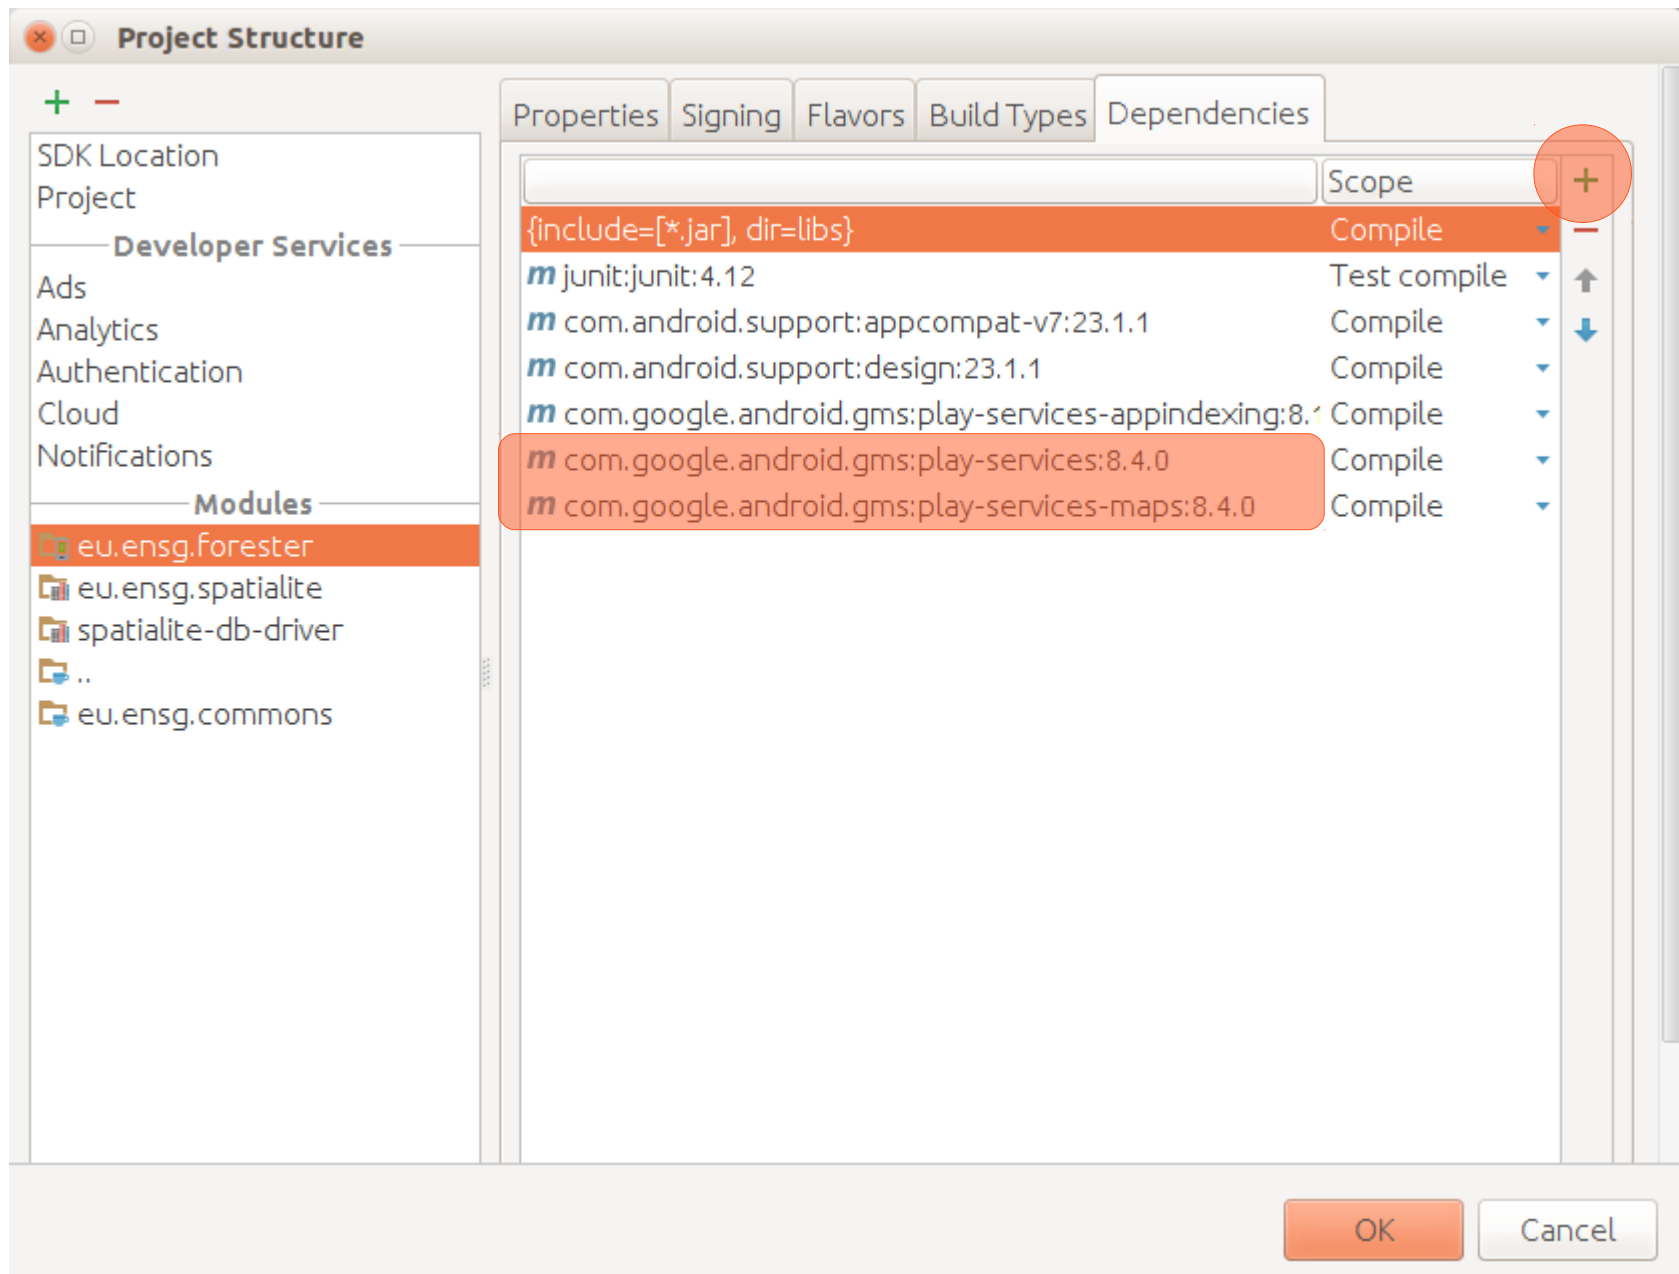 Project Structure
Properties
Signing
Flavors
Build Types
Dependencies
SDK Location
Project
Developer Services
Ads
Analytics
Authentication
Cloud
Notifications
Modules
eu.ensg.forester
eu.ensg.spatialite
spatialite-db-driver
..
eu.ensg.commons
Scope
{include=[*.jar], dir=libs} Compile
m junit:junit:4.12 Test compile
m com.android.support:appcompat-v7:23.1.1 Compile
m com.android.support:design:23.1.1 Compile
m com.google.android.gms:play-services-appindexing:8. Compile
m com.google.android.gms:play-services:8.4.0 Compile
m com.google.android.gms:play-services-maps:8.4.0 Compile
OK
Cancel